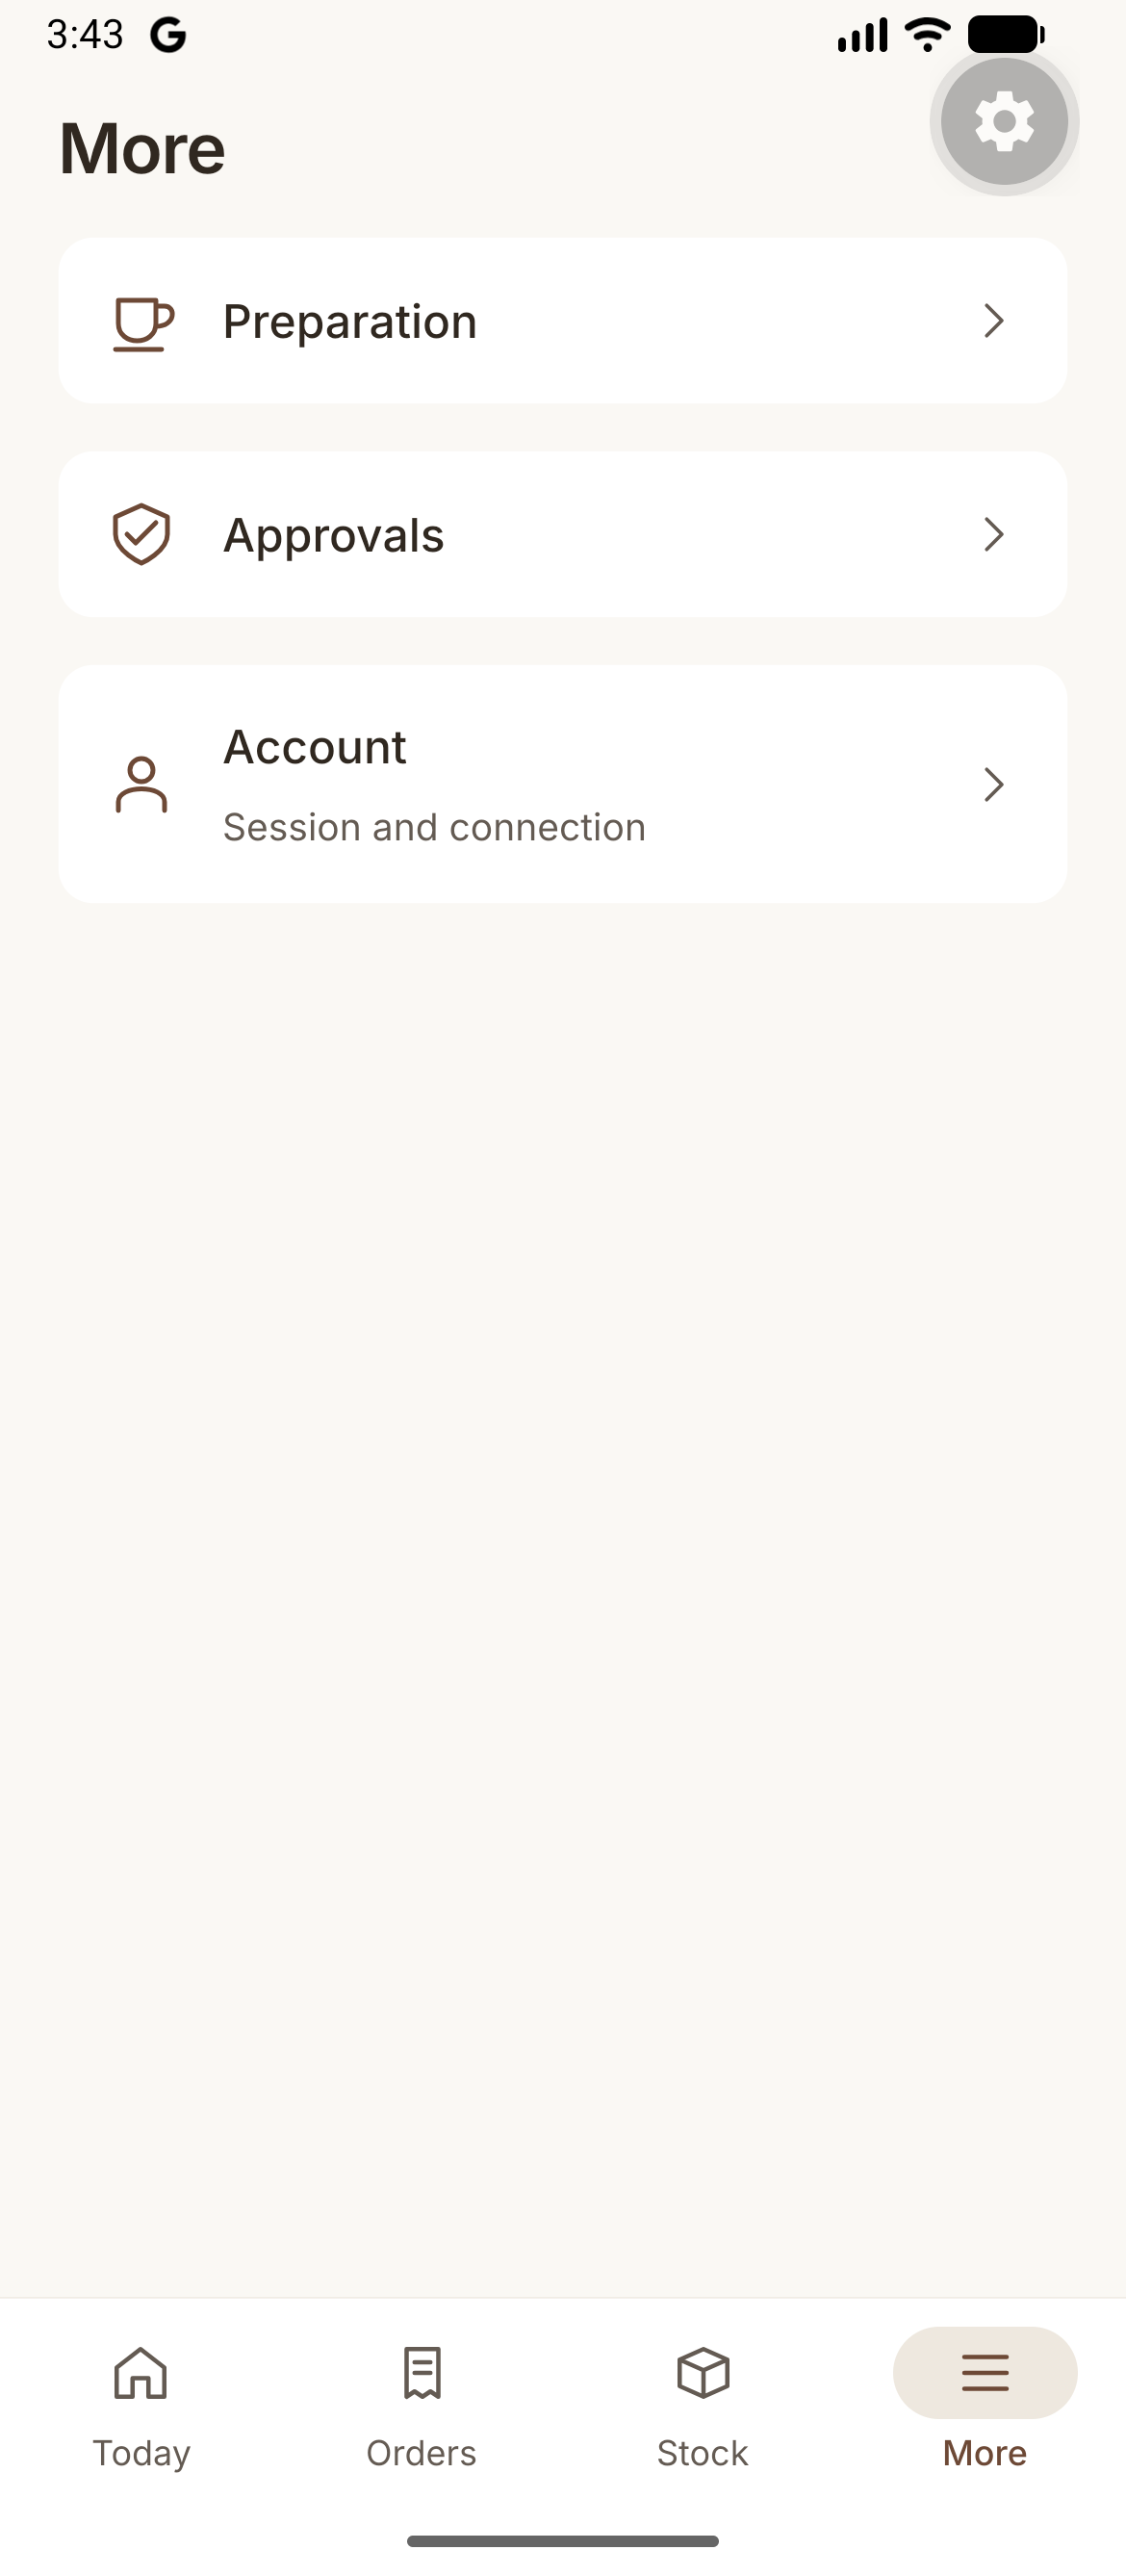 3:43
More
Preparation
Approvals
Account
Session and connection
Today
Orders
Stock
More